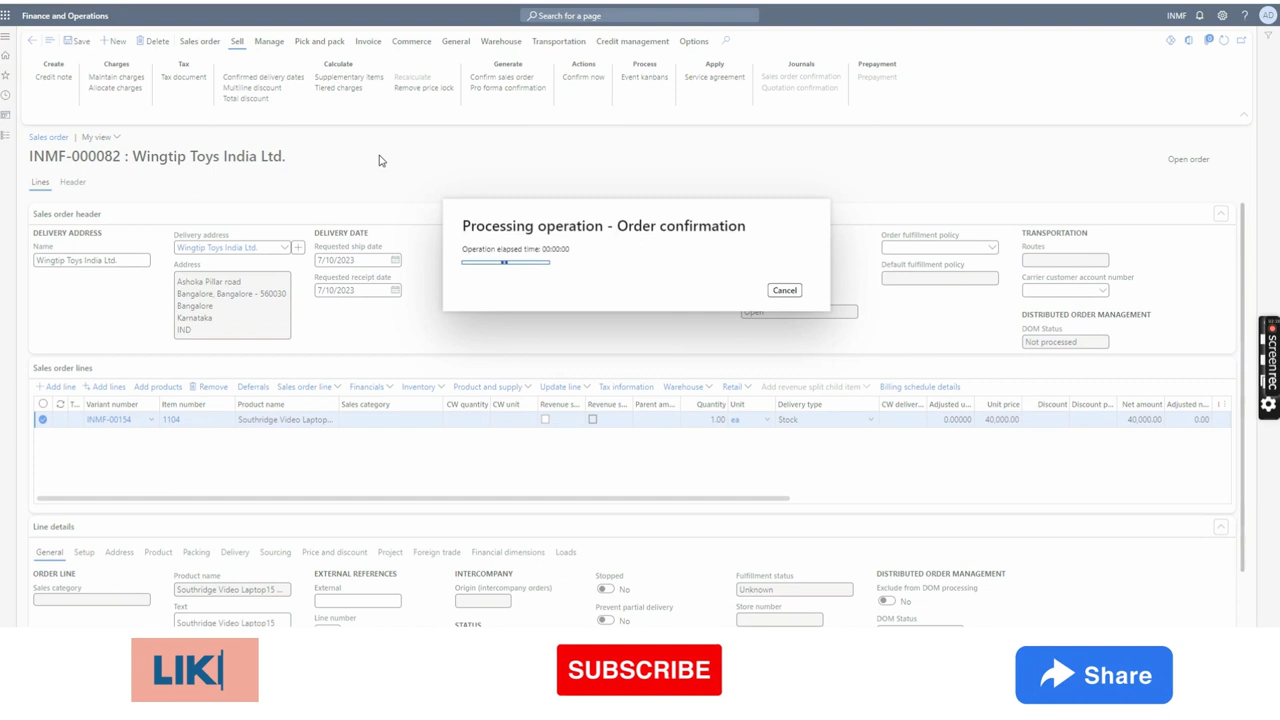 Finance and Operations
Search for a page
INMF
AD
Save
New
Delete
Sales order
Sell
Manage
Pick and pack
Invoice
Commerce
General
Warehouse
Transportation
Credit management
Options
Create
Charges
Tax
Calculate
Generate
Actions
Process
Apply
Journals
Prepayment
Credit note
Maintain charges
Tax document
Confirmed delivery dates
Supplementary items
Recalculate
Confirm sales order
Confirm now
Event kanbans
Service agreement
Sales order confirmation
Prepayment
Allocate charges
Multiline discount
Tiered charges
Remove price lock
Pro forma confirmation
Quotation confirmation
Total discount
Sales order | My view
INMF-000082 : Wingtip Toys India Ltd.
Open order
Lines
Header
Sales order header
DELIVERY ADDRESS
Name
Wingtip Toys India Ltd.
Delivery address
Wingtip Toys India Ltd.
Address
Ashoka Pillar road
Bangalore, Bangalore - 560030
Bangalore
Karnataka
IND
DELIVERY DATE
Requested ship date
7/10/2023
Requested receipt date
7/10/2023
Processing operation - Order confirmation
Operation elapsed time: 00:00:00
Cancel
Open
Order fulfillment policy
Default fulfillment policy
TRANSPORTATION
Routes
Carrier customer account number
DISTRIBUTED ORDER MANAGEMENT
DOM Status
Not processed
Sales order lines
Add line
Add lines
Add products
Remove
Deferrals
Sales order line
Financials
Inventory
Product and supply
Update line
Tax information
Warehouse
Retail
Add revenue split child item
Billing schedule details
T...
Variant number
Item number
Product name
Sales category
CW quantity
CW unit
Revenue s...
Revenue s...
Parent am...
Quantity
Unit
Delivery type
CW deliver...
Adjusted u...
Unit price
Discount
Discount p...
Net amount
Adjusted n...
INMF-00154
1104
Southridge Video Laptop...
1.00
ea
Stock
0.00000
40,000.00
40,000.00
0.00
Line details
General
Setup
Address
Product
Packing
Delivery
Sourcing
Price and discount
Project
Foreign trade
Financial dimensions
Loads
ORDER LINE
Sales category
Product name
Southridge Video Laptop15 ...
Text
Southridge Video Laptop15
EXTERNAL REFERENCES
External
Line number
INTERCOMPANY
Origin (intercompany orders)
STATUS
Stopped
No
Prevent partial delivery
No
Fulfillment status
Unknown
Store number
DISTRIBUTED ORDER MANAGEMENT
Exclude from DOM processing
No
DOM Status
screenrec
LIK
SUBSCRIBE
Share